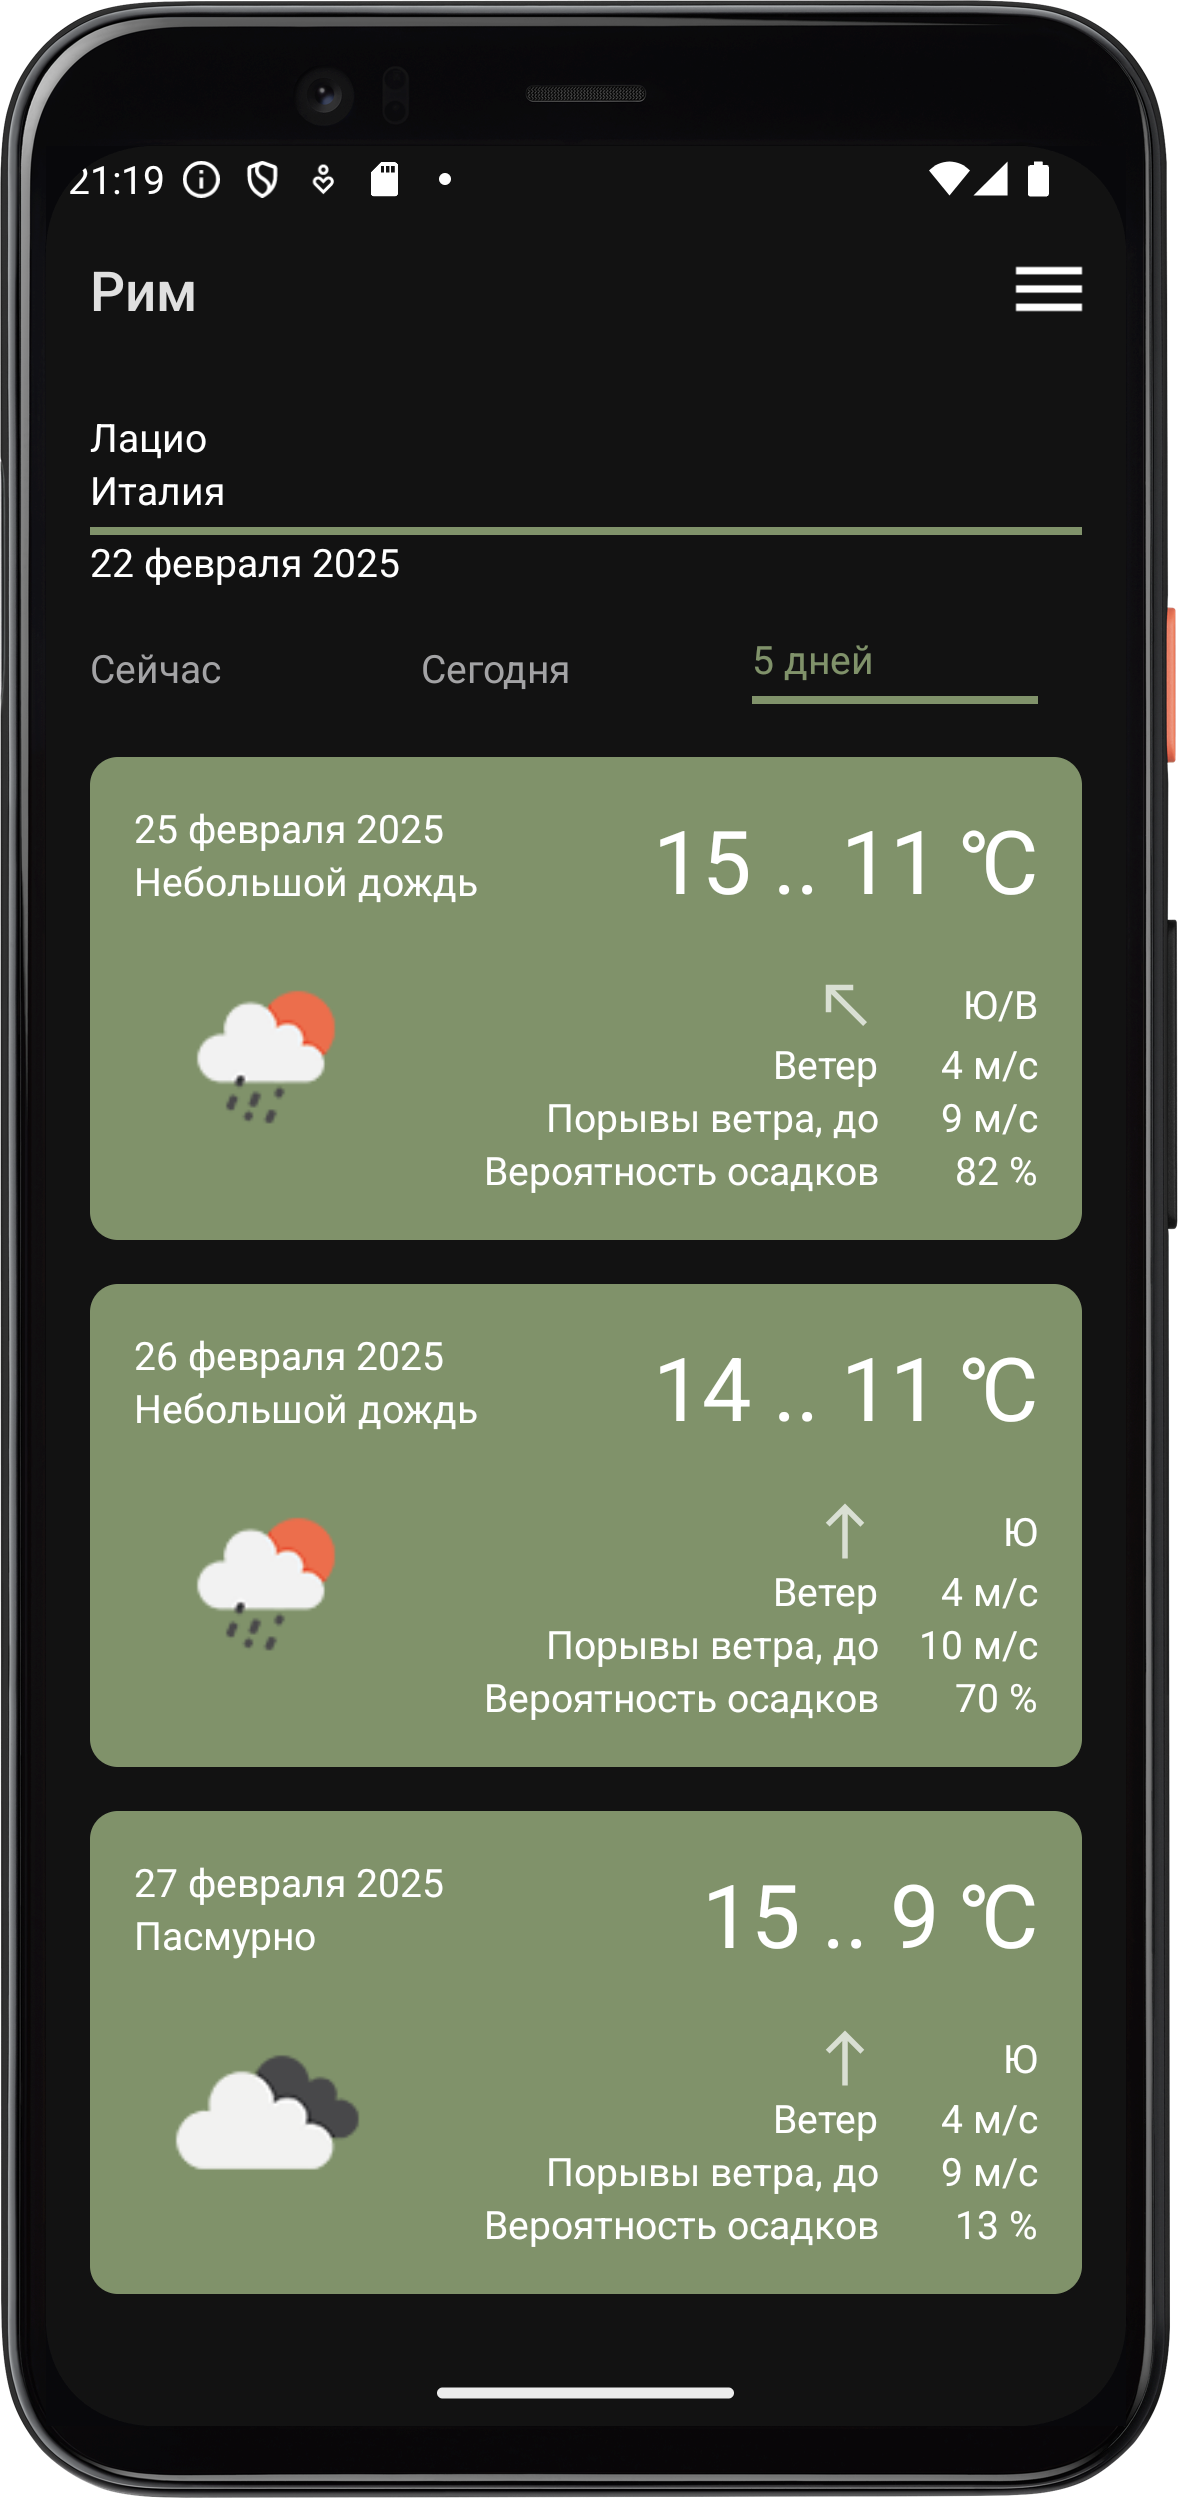 21:19
Рим
Лацио
Италия
22 февраля 2025
Сейчас Сегодня 5 дней
25 февраля 2025
Небольшой дождь
15 .. 11 ℃
Ю/В
Ветер 4 м/с
Порывы ветра, до 9 м/с
Вероятность осадков 82 %
26 февраля 2025
Небольшой дождь
14 .. 11 ℃
Ю
Ветер 4 м/с
Порывы ветра, до 10 м/с
Вероятность осадков 70 %
27 февраля 2025
Пасмурно
15 .. 9 ℃
Ю
Ветер 4 м/с
Порывы ветра, до 9 м/с
Вероятность осадков 13 %